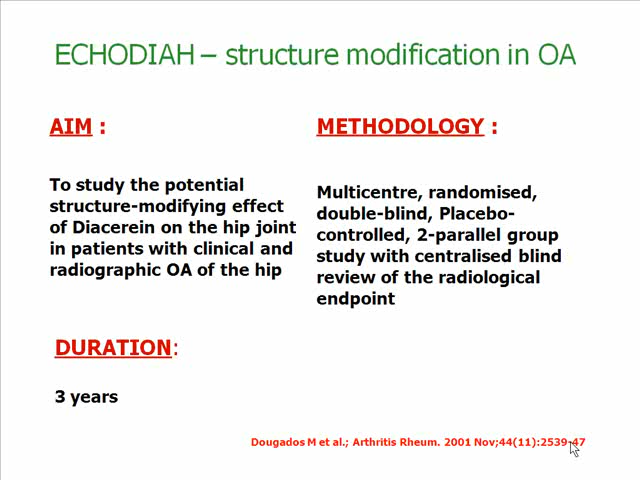 ECHODIAH – structure modification in OA
AIM :
To study the potential
structure-modifying effect
of Diacerein on the hip joint
in patients with clinical and
radiographic OA of the hip
METHODOLOGY :
Multicentre, randomised,
double-blind, Placebo-
controlled, 2-parallel group
study with centralised blind
review of the radiological
endpoint
DURATION:
3 years
Dougados M et al.; Arthritis Rheum. 2001 Nov;44(11):2539-47